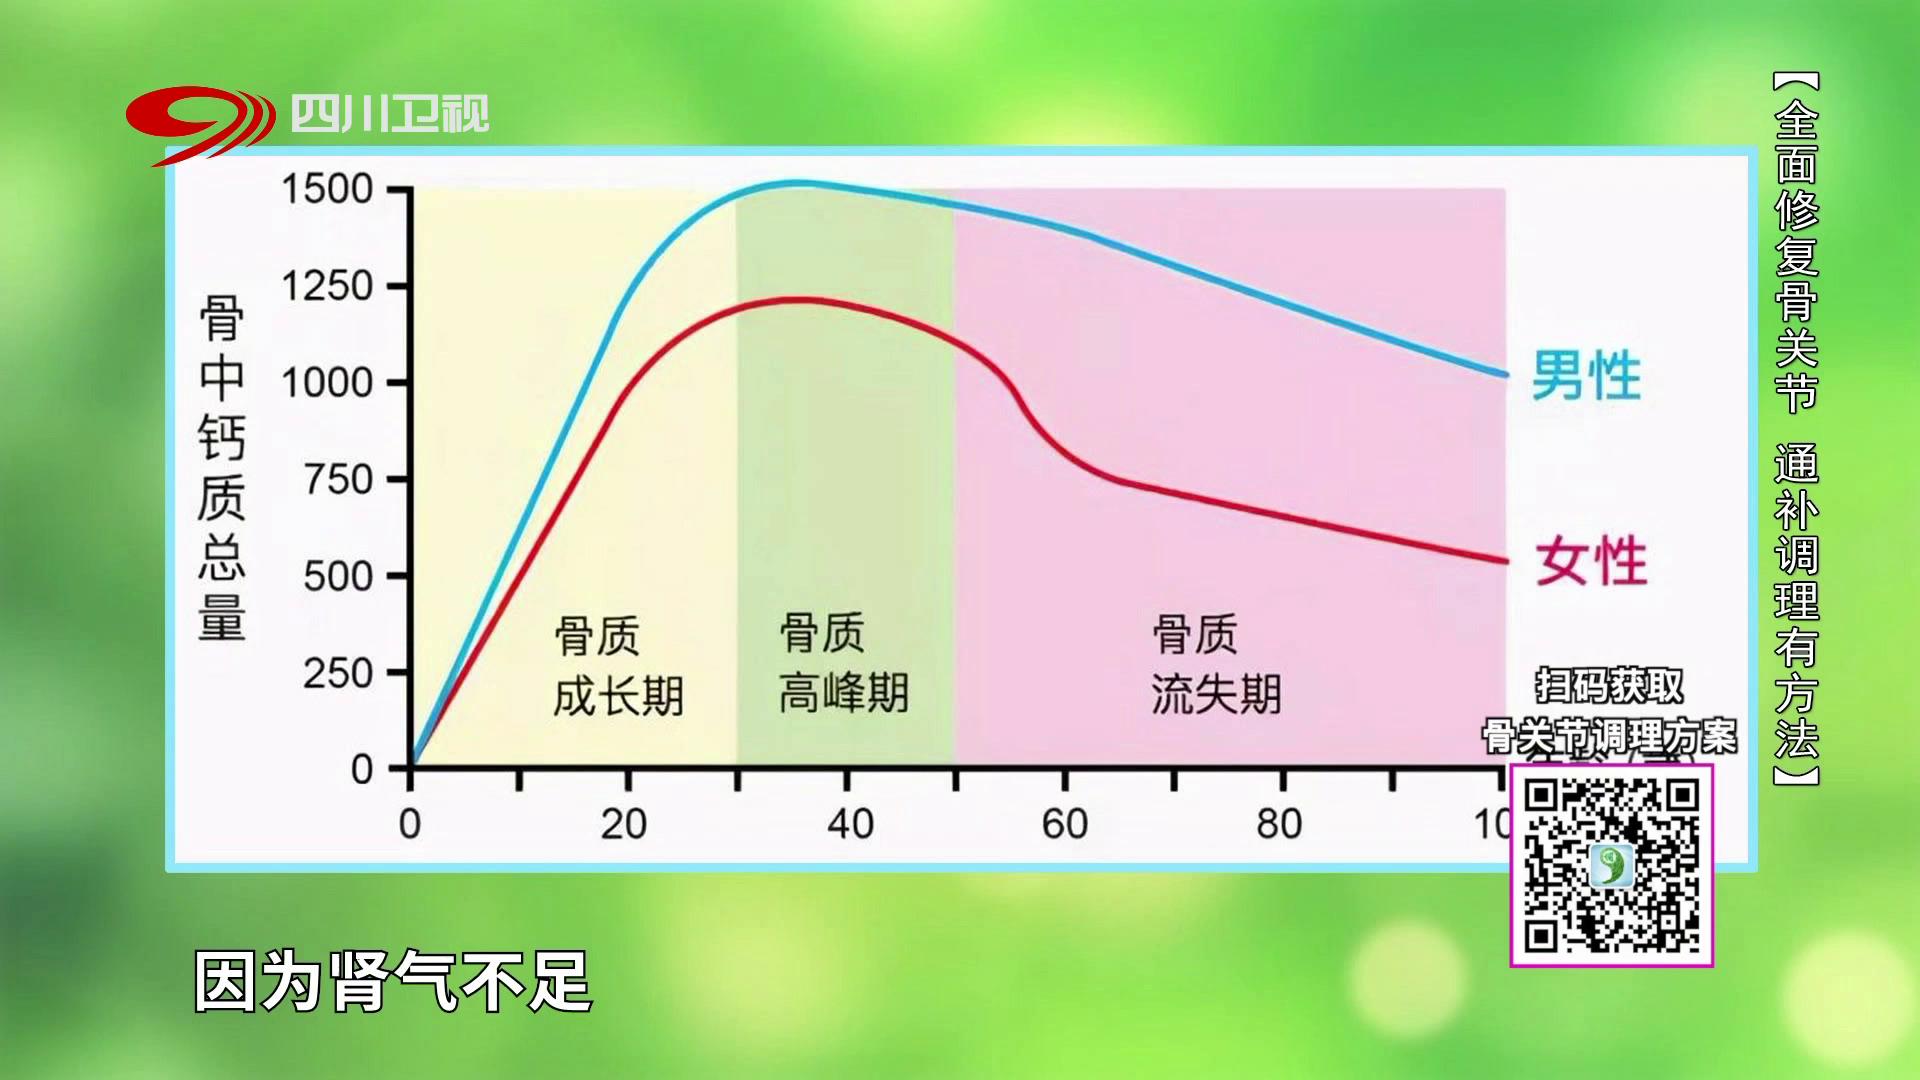 四川卫视
【全面修复骨关节 通补调理有方法】
骨中钙质总量
1500
1250
1000
750
500
250
0
0 20 40 60 80
骨质
成长期
骨质
高峰期
骨质
流失期
男性
女性
扫码获取
骨关节调理方案
因为肾气不足